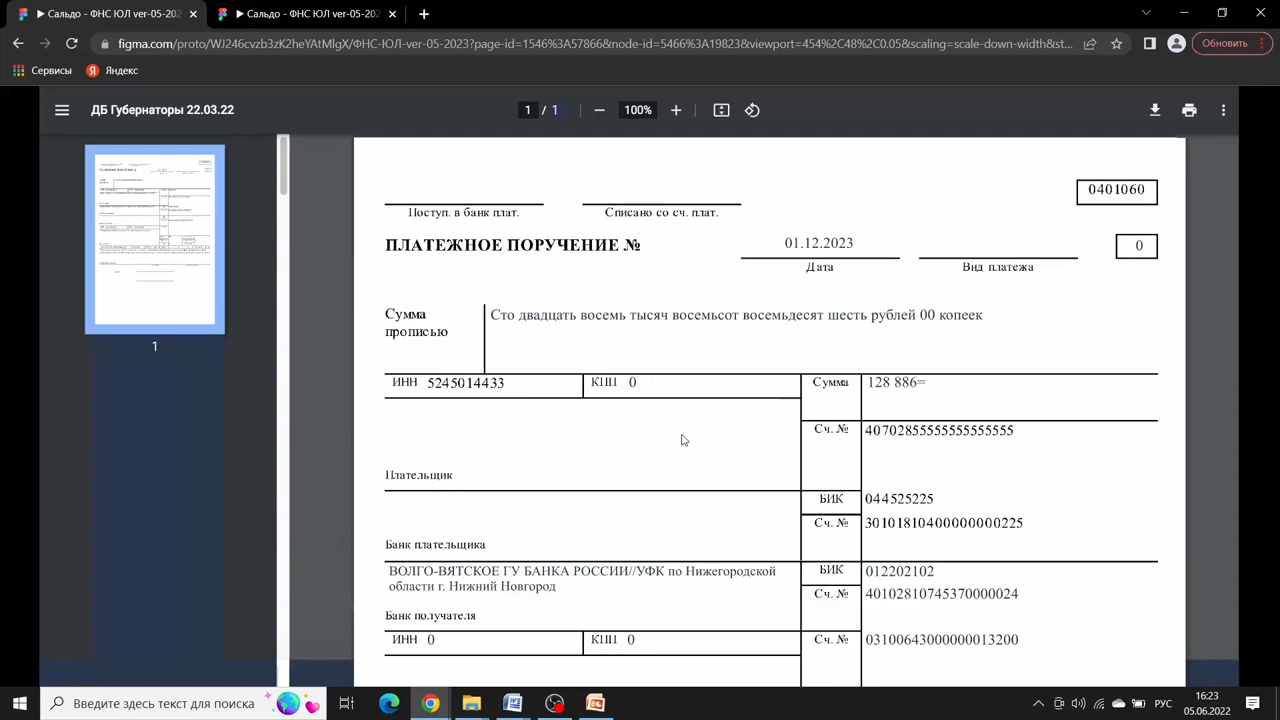 ▶ Сальдо - ФНС ЮЛ ver-05-202
▶ Сальдо - ФНС ЮЛ ver-05-202
figma.com/proto/WJ246cvzb3zK2heYAtMlgX/ФНС-ЮЛ-ver-05-2023?page-id=1546%3A57866&node-id=5466%3A19823&viewport=454%2C48%2C0.05&scaling=scale-down-width&st...
Обновить
Сервисы
Яндекс
ДБ Губернаторы 22.03.22
1 / 1
100%
1
0401060
Поступ. в банк плат.
Списано со сч. плат.
ПЛАТЕЖНОЕ ПОРУЧЕНИЕ №
01.12.2023
0
Дата
Вид платежа
Сумма прописью
Сто двадцать восемь тысяч восемьсот восемьдесят шесть рублей 00 копеек
ИНН 5245014433
КПП 0
Сумма
128 886=
Сч. №
40702855555555555555
Плательщик
БИК
044525225
Сч. №
30101810400000000225
Банк плательщика
ВОЛГО-ВЯТСКОЕ ГУ БАНКА РОССИИ//УФК по Нижегородской
области г. Нижний Новгород
БИК
012202102
Сч. №
40102810745370000024
Банк получателя
ИНН 0
КПП 0
Сч. №
03100643000000013200
Введите здесь текст для поиска
РУС
16:23
05.06.2022